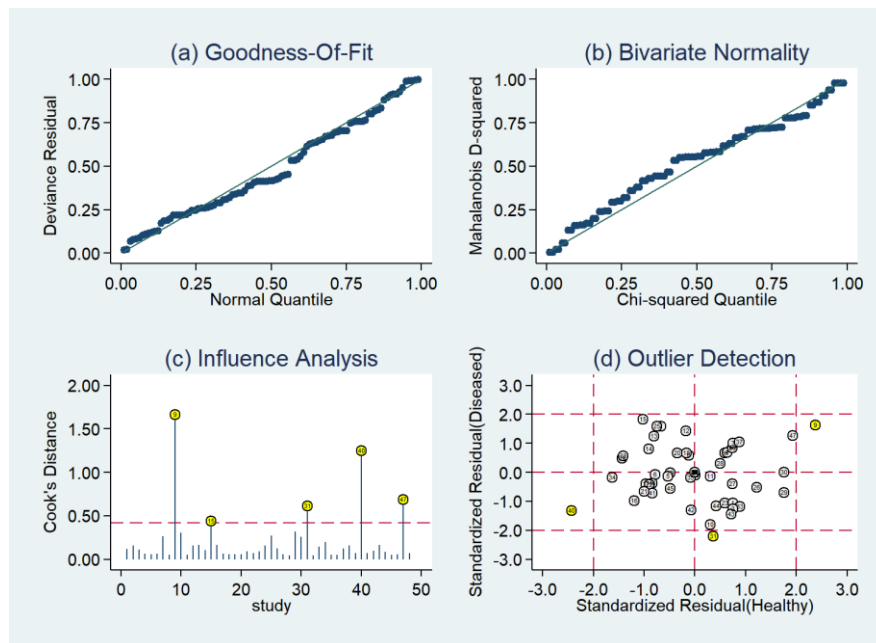 (a) Goodness-Of-Fit
Deviance Residual
1.00
0.75
0.50
0.25
0.00
0.00 0.25 0.50 0.75 1.00
Normal Quantile
(b) Bivariate Normality
Mahalanobis D-squared
1.00
0.75
0.50
0.25
0.00
0.00 0.25 0.50 0.75 1.00
Chi-squared Quantile
(c) Influence Analysis
Cook's Distance
2.00
1.50
1.00
0.50
0.00
9
40
31
47
15
0 10 20 30 40 50
study
(d) Outlier Detection
Standardized Residual(Diseased)
3.0
2.0
1.0
0.0
-1.0
-2.0
-3.0
9
47
40
31
-3.0 -2.0 -1.0 0.0 1.0 2.0 3.0
Standardized Residual(Healthy)